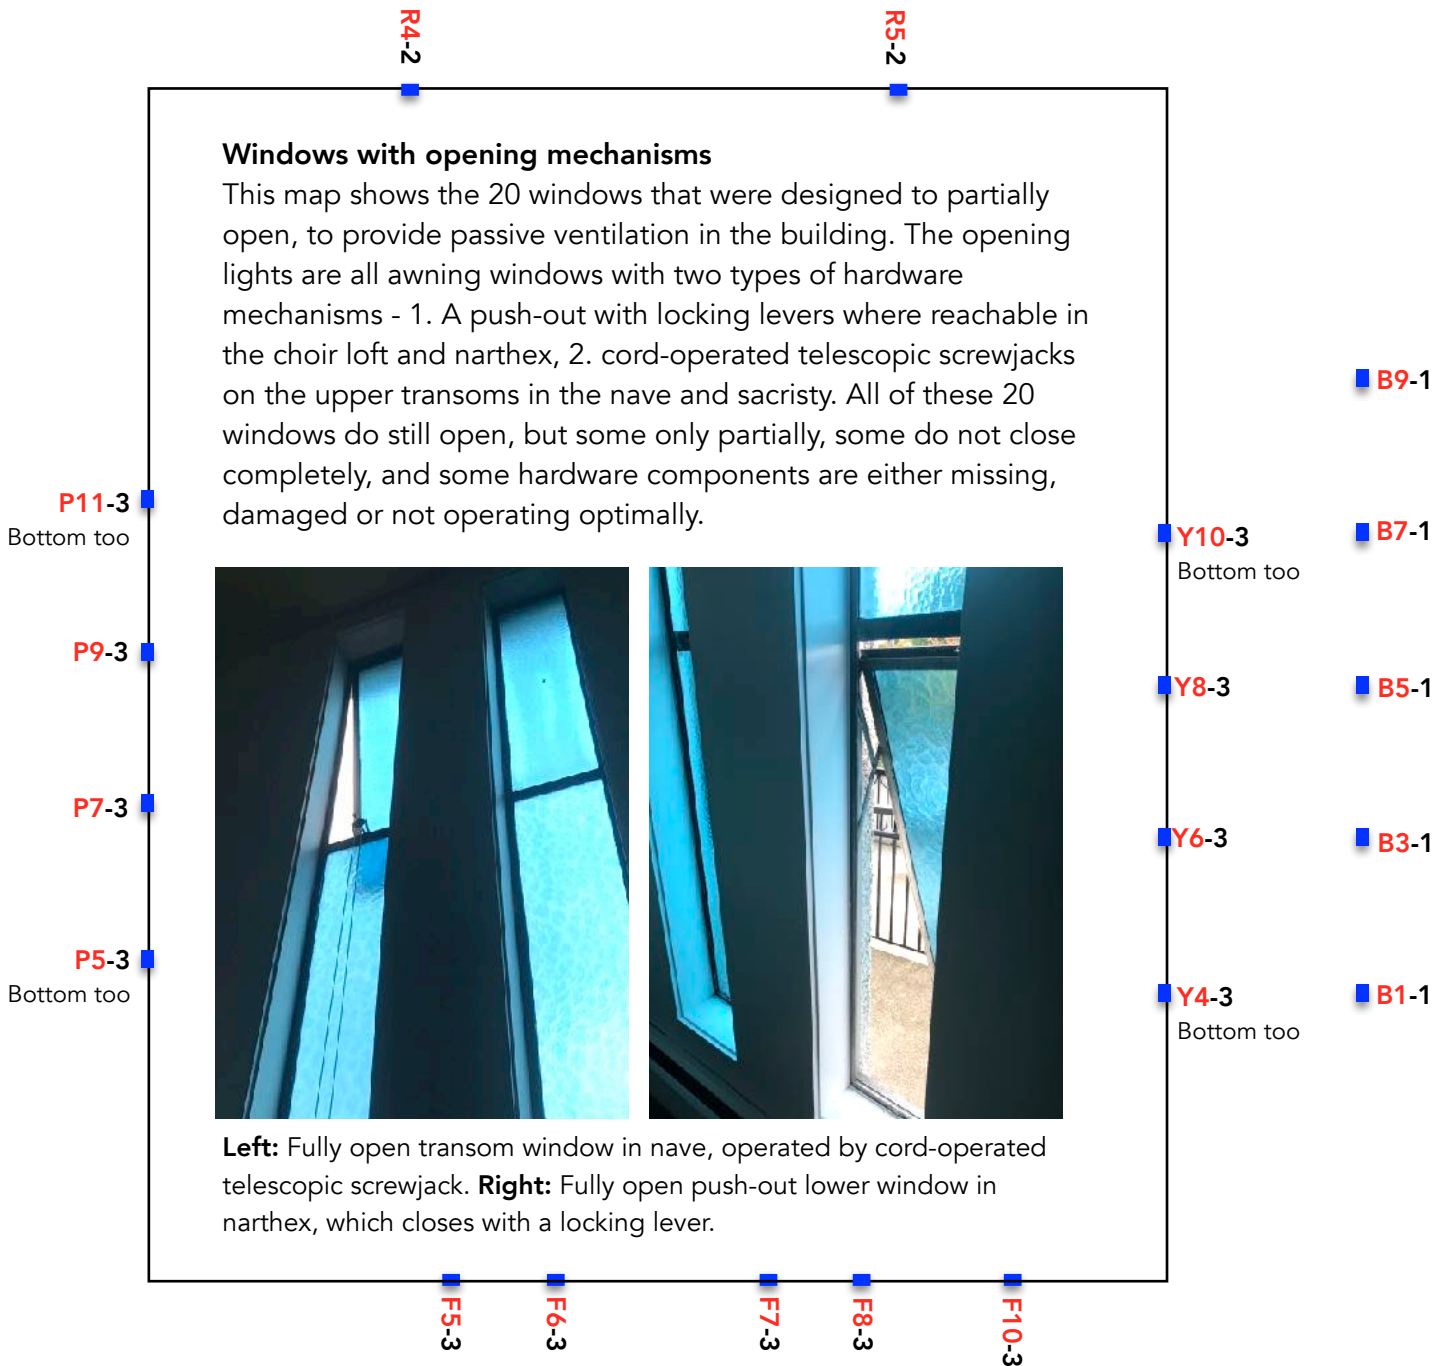 R4-2
R5-2
Windows with opening mechanisms
This map shows the 20 windows that were designed to partially
open, to provide passive ventilation in the building. The opening
lights are all awning windows with two types of hardware
mechanisms - 1. A push-out with locking levers where reachable in
the choir loft and narthex, 2. cord-operated telescopic screwjacks
on the upper transoms in the nave and sacristy. All of these 20
windows do still open, but some only partially, some do not close
completely, and some hardware components are either missing,
damaged or not operating optimally.
P11-3
Bottom too
P9-3
P7-3
P5-3
Bottom too
Y10-3
Bottom too
Y8-3
Y6-3
Y4-3
Bottom too
B9-1
B7-1
B5-1
B3-1
B1-1
Left: Fully open transom window in nave, operated by cord-operated
telescopic screwjack. Right: Fully open push-out lower window in
narthex, which closes with a locking lever.
F5-3
F6-3
F7-3
F8-3
F10-3